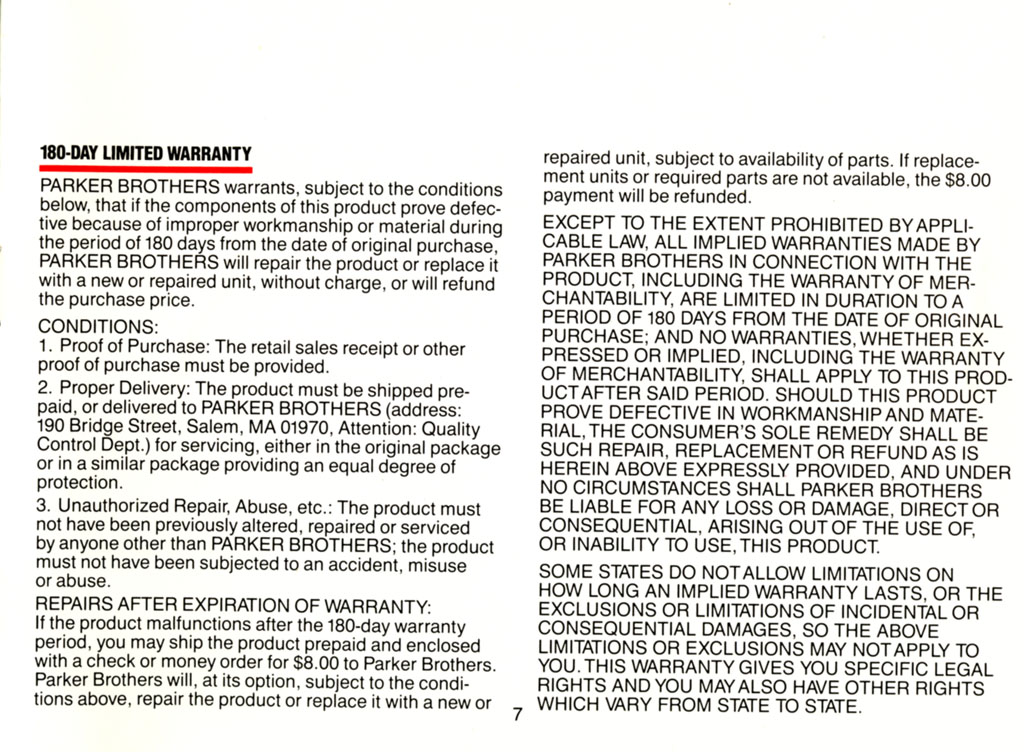 180-DAY LIMITED WARRANTY
PARKER BROTHERS warrants, subject to the conditions
below, that if the components of this product prove defec-
tive because of improper workmanship or material during
the period of 180 days from the date of original purchase,
PARKER BROTHERS will repair the product or replace it
with a new or repaired unit, without charge, or will refund
the purchase price.
CONDITIONS:
1. Proof of Purchase: The retail sales receipt or other
proof of purchase must be provided.
2. Proper Delivery: The product must be shipped pre-
paid, or delivered to PARKER BROTHERS (address:
190 Bridge Street, Salem, MA 01970, Attention: Quality
Control Dept.) for servicing, either in the original package
or in a similar package providing an equal degree of
protection.
3. Unauthorized Repair, Abuse, etc.: The product must
not have been previously altered, repaired or serviced
by anyone other than PARKER BROTHERS; the product
must not have been subjected to an accident, misuse
or abuse.
REPAIRS AFTER EXPIRATION OF WARRANTY:
If the product malfunctions after the 180-day warranty
period, you may ship the product prepaid and enclosed
with a check or money order for $8.00 to Parker Brothers.
Parker Brothers will, at its option, subject to the condi-
tions above, repair the product or replace it with a new or
repaired unit, subject to availability of parts. If replace-
ment units or required parts are not available, the $8.00
payment will be refunded.
EXCEPT TO THE EXTENT PROHIBITED BY APPLI-
CABLE LAW, ALL IMPLIED WARRANTIES MADE BY
PARKER BROTHERS IN CONNECTION WITH THE
PRODUCT, INCLUDING THE WARRANTY OF MER-
CHANTABILITY, ARE LIMITED IN DURATION TO A
PERIOD OF 180 DAYS FROM THE DATE OF ORIGINAL
PURCHASE; AND NO WARRANTIES, WHETHER EX-
PRESSED OR IMPLIED, INCLUDING THE WARRANTY
OF MERCHANTABILITY, SHALL APPLY TO THIS PROD-
UCT AFTER SAID PERIOD. SHOULD THIS PRODUCT
PROVE DEFECTIVE IN WORKMANSHIP AND MATE-
RIAL, THE CONSUMER'S SOLE REMEDY SHALL BE
SUCH REPAIR, REPLACEMENT OR REFUND AS IS
HEREIN ABOVE EXPRESSLY PROVIDED, AND UNDER
NO CIRCUMSTANCES SHALL PARKER BROTHERS
BE LIABLE FOR ANY LOSS OR DAMAGE, DIRECT OR
CONSEQUENTIAL, ARISING OUT OF THE USE OF,
OR INABILITY TO USE, THIS PRODUCT.
SOME STATES DO NOT ALLOW LIMITATIONS ON
HOW LONG AN IMPLIED WARRANTY LASTS, OR THE
EXCLUSIONS OR LIMITATIONS OF INCIDENTAL OR
CONSEQUENTIAL DAMAGES, SO THE ABOVE
LIMITATIONS OR EXCLUSIONS MAY NOT APPLY TO
YOU. THIS WARRANTY GIVES YOU SPECIFIC LEGAL
RIGHTS AND YOU MAY ALSO HAVE OTHER RIGHTS
WHICH VARY FROM STATE TO STATE.
7